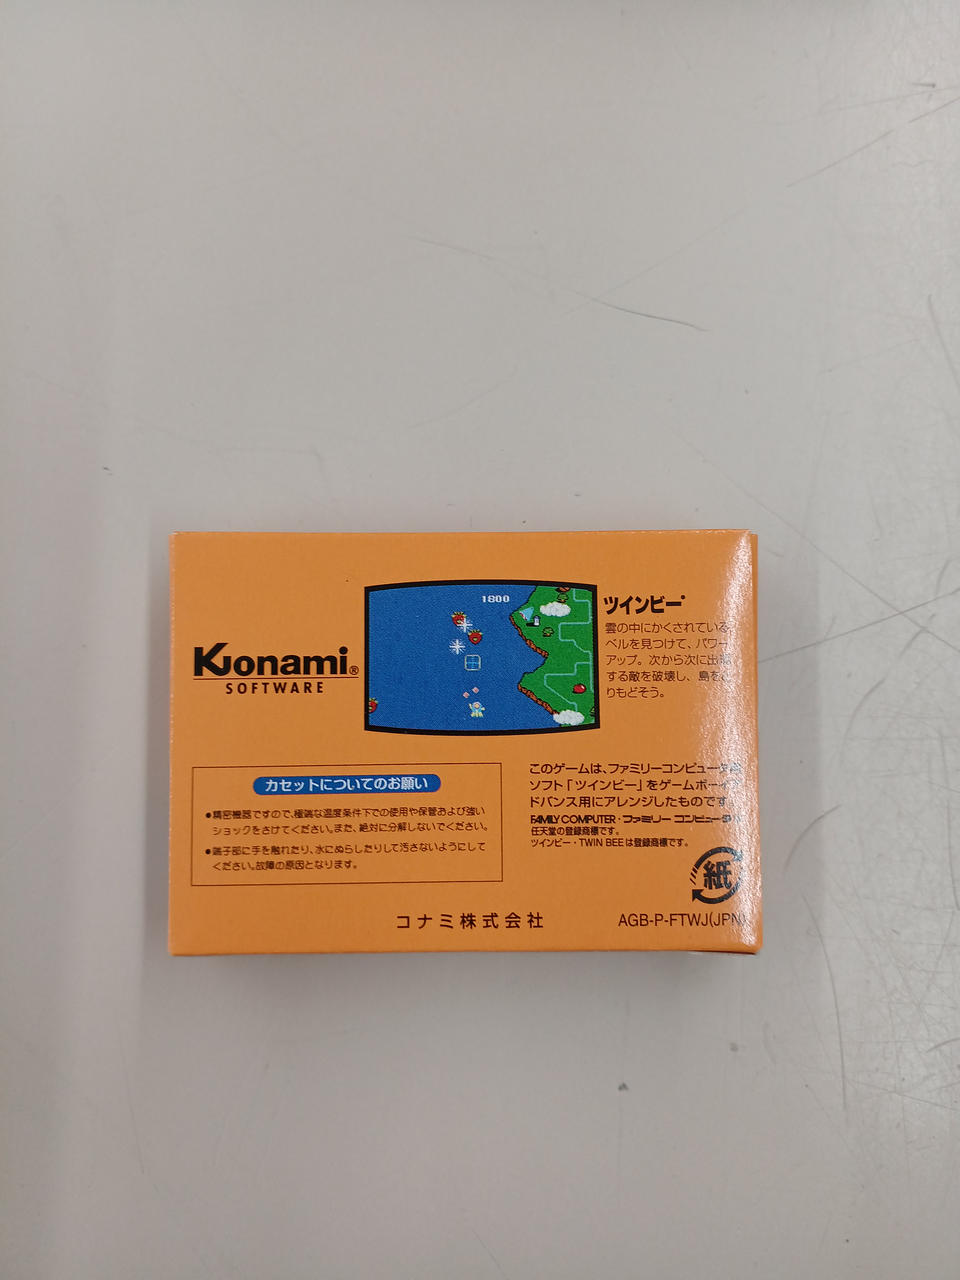 1800
ツインビー
雲の中にかくされている
ベルを見つけて、パワー
アップ。次から次に出現
する敵を破壊し、島を
りもどそう。
Konami®
SOFTWARE
カセットについてのお願い
●精密機器ですので、極端な温度条件下での使用や保管および強い
ショックをさけてください。また、絶対に分解しないでください。
●端子部に手を触れたり、水にぬらしたりして汚さないようにして
ください。故障の原因となります。
このゲームは、ファミリーコンピュータ用
ソフト「ツインビー」をゲームボーイア
ドバンス用にアレンジしたものです。
FAMILY COMPUTER・ファミリーコンピュータは
任天堂の登録商標です。
ツインビー・TWIN BEEは登録商標です。
紙
コナミ株式会社
AGB-P-FTWJ(JPN)